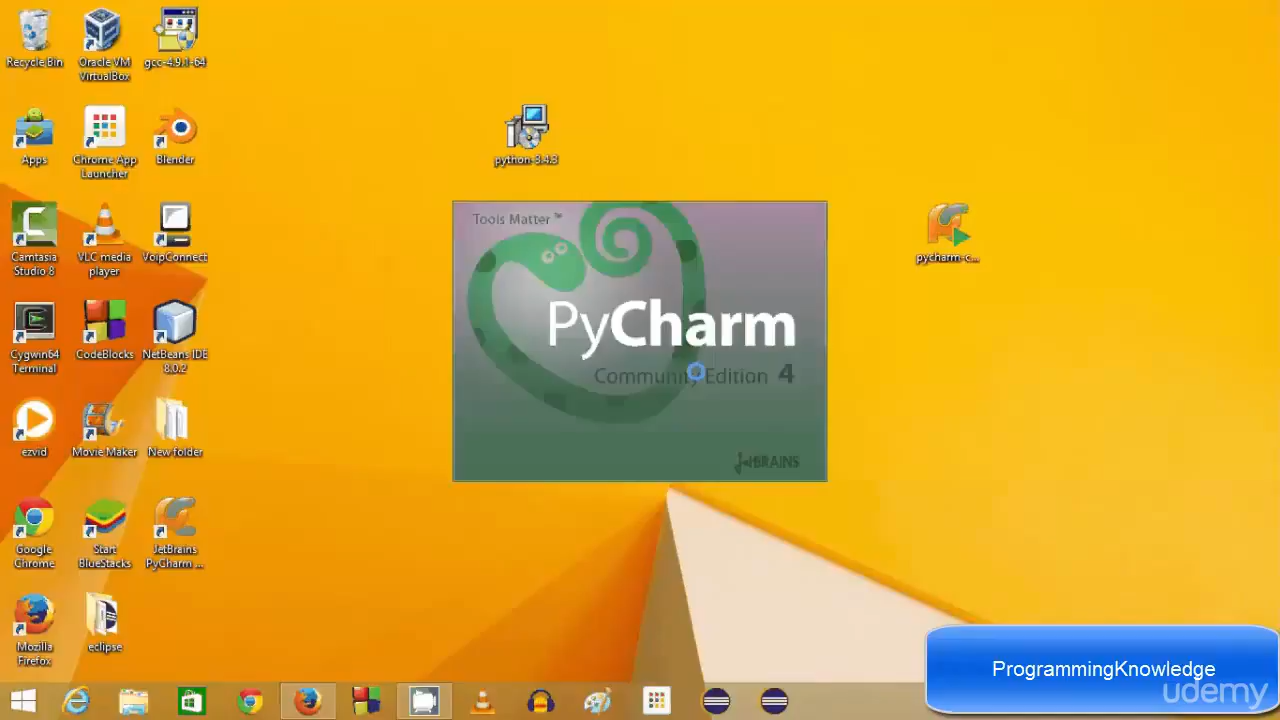 Recycle Bin
Oracle VM
VirtualBox
gcc-4.9.1-64
Apps
Chrome App
Launcher
Blender
python-3.4.3
Camtasia
Studio 8
VLC media
player
VoipConnect
Tools Matter™
PyCharm
Community Edition 4
JetBRAINS
pycharm-c...
Cygwin64
Terminal
CodeBlocks
NetBeans IDE
8.0.2
ezvid
Movie Maker
New folder
Google
Chrome
Start
BlueStacks
JetBrains
PyCharm ...
Mozilla
Firefox
eclipse
ProgrammingKnowledge
udemy